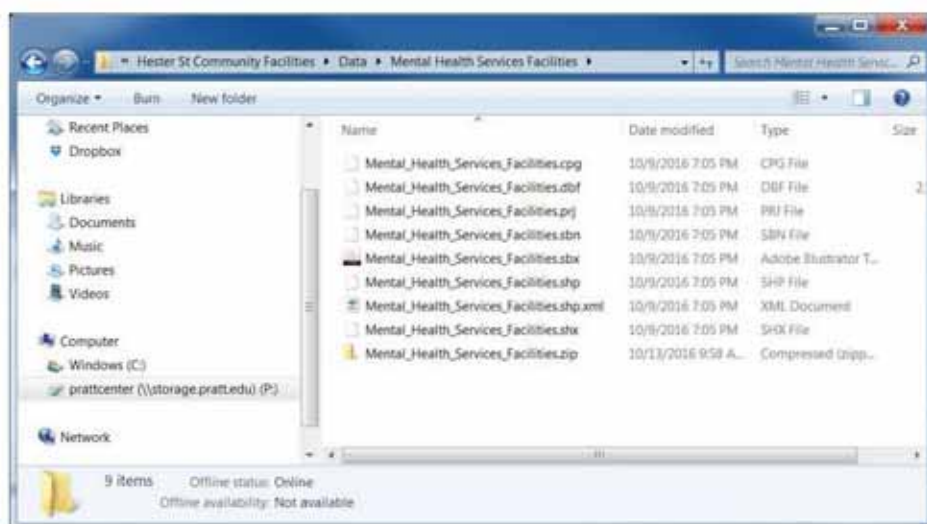 Hester St Community Facilities ▸ Data ▸ Mental Health Services Facilities ▸ Search Mental Health Servic...
Organize Burn New folder
Recent Places
Dropbox
Libraries
Documents
Music
Pictures
Videos
Computer
Windows (C:)
prattcenter (\\storage.pratt.edu) (P:)
Network
Name Date modified Type Size
Mental_Health_Services_Facilities.cpg 10/9/2016 7:05 PM CPG File
Mental_Health_Services_Facilities.dbf 10/9/2016 7:05 PM DBF File 2
Mental_Health_Services_Facilities.prj 10/9/2016 7:05 PM PRJ File
Mental_Health_Services_Facilities.sbn 10/9/2016 7:05 PM SBN File
Mental_Health_Services_Facilities.sbx 10/9/2016 7:05 PM Adobe Illustrator T...
Mental_Health_Services_Facilities.shp 10/9/2016 7:05 PM SHP File
Mental_Health_Services_Facilities.shp.xml 10/9/2016 7:05 PM XML Document
Mental_Health_Services_Facilities.shx 10/9/2016 7:05 PM SHX File
Mental_Health_Services_Facilities.zip 10/13/2016 9:58 A... Compressed (zipp...
9 items Offline status: Online
Offline availability: Not available